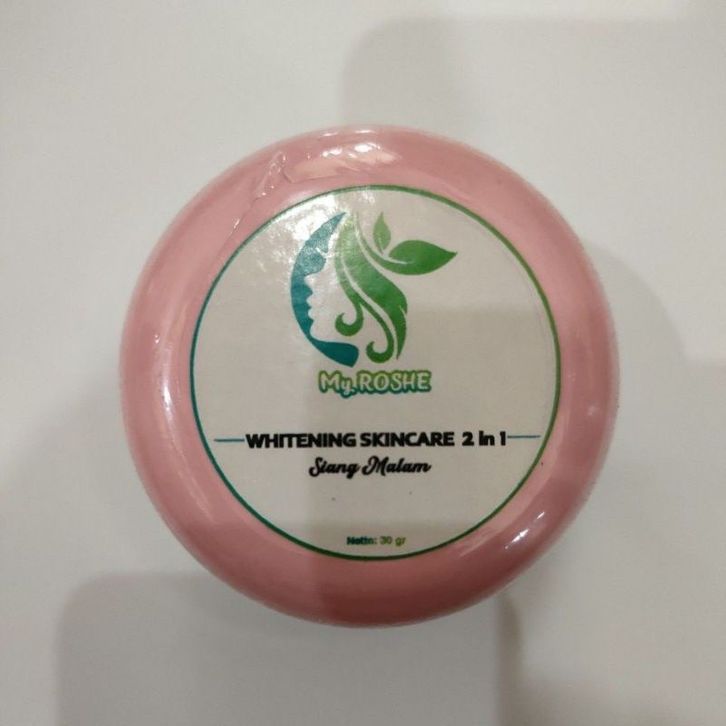 My ROSHE
WHITENING SKINCARE 2 in 1
Siang Malam
Netto: 30 gr